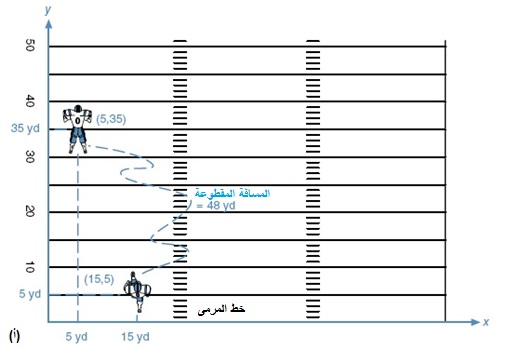 y
50
40
(5,35)
0
35 yd
30
المسافة المقطوعة
= 48 yd
20
10
(15,5)
5 yd
خط المرمى
x
(أ)
5 yd
15 yd